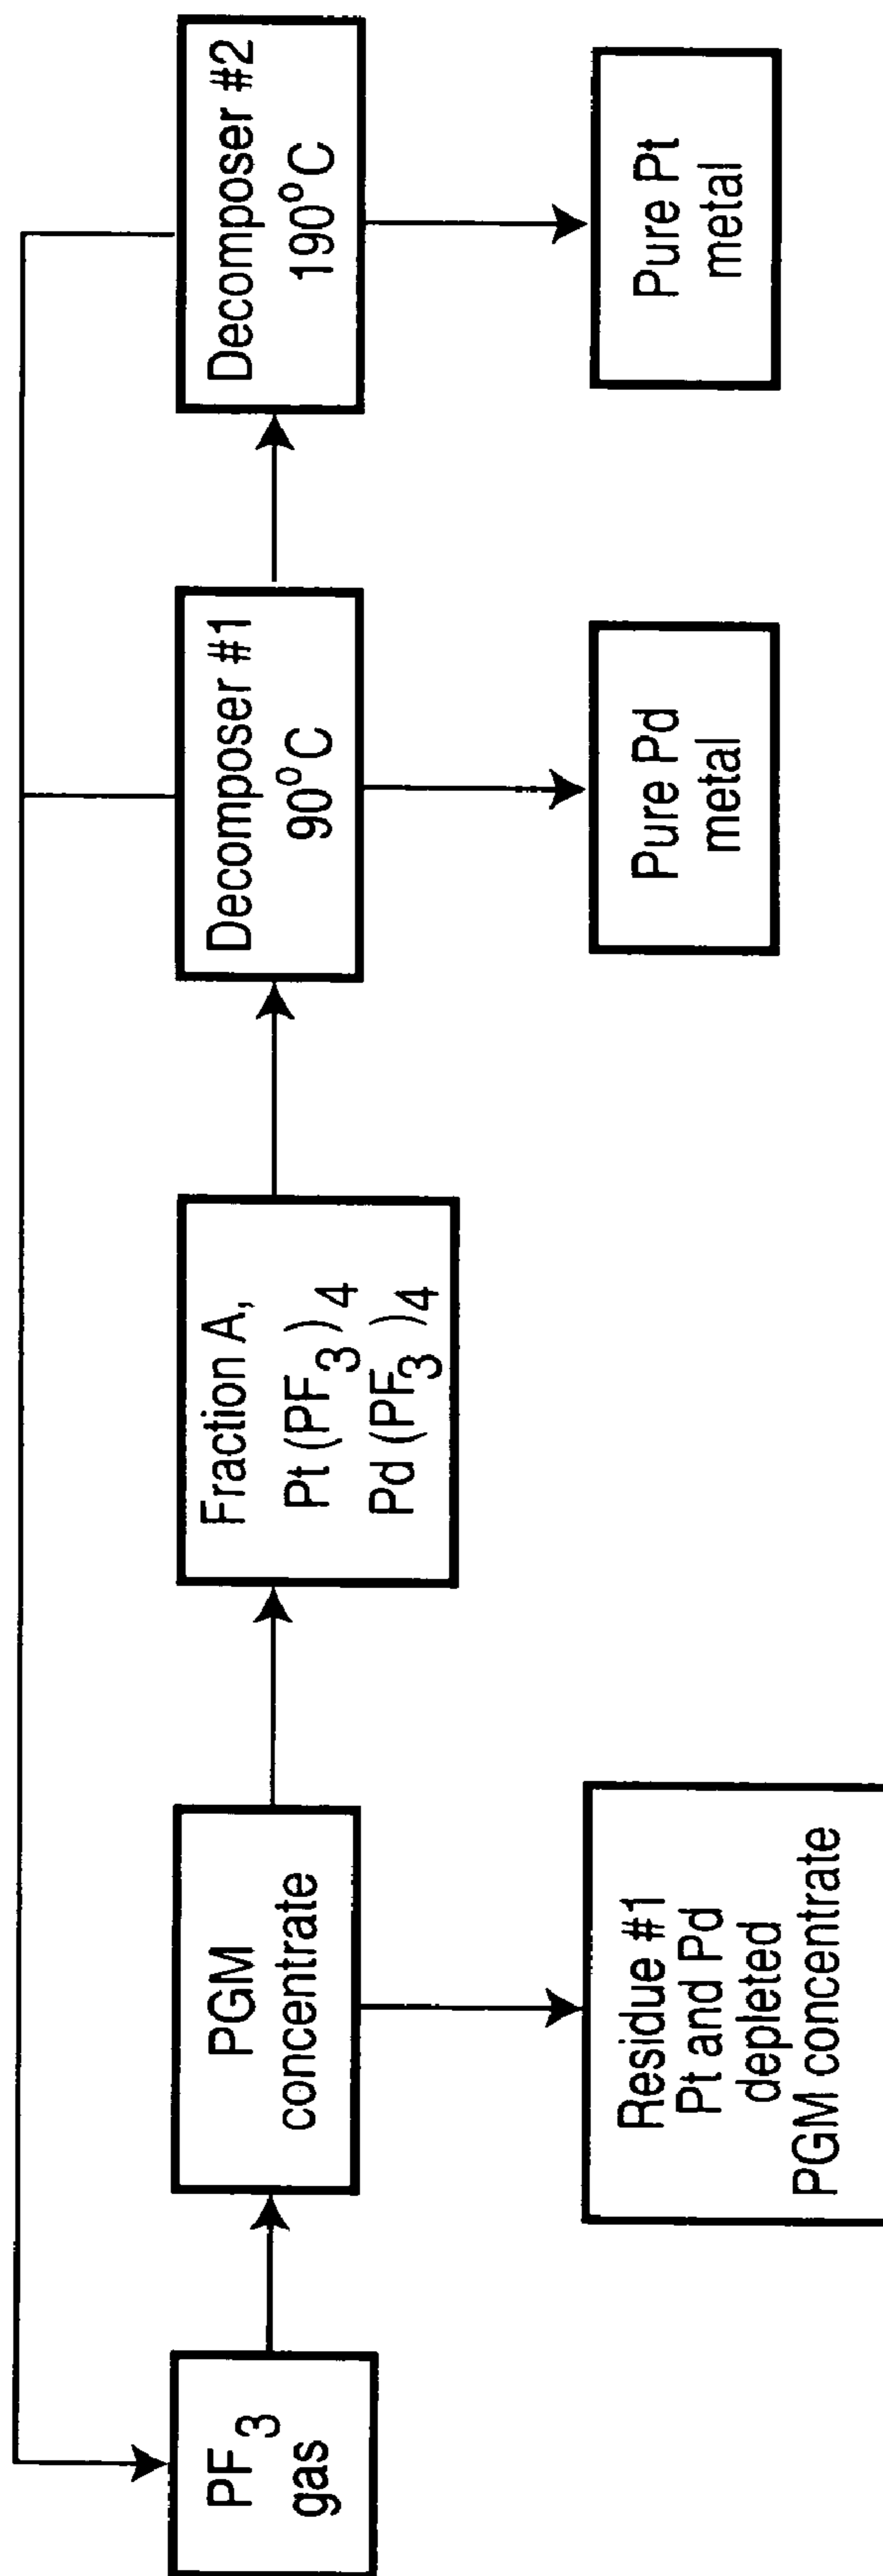 PF3
gas
PGM
concentrate
Residue #1
Pt and Pd
depleted
PGM concentrate
Fraction A,
Pt (PF3)4
Pd (PF3)4
Decomposer #1
90°C
Pure Pd
metal
Decomposer #2
190°C
Pure Pt
metal